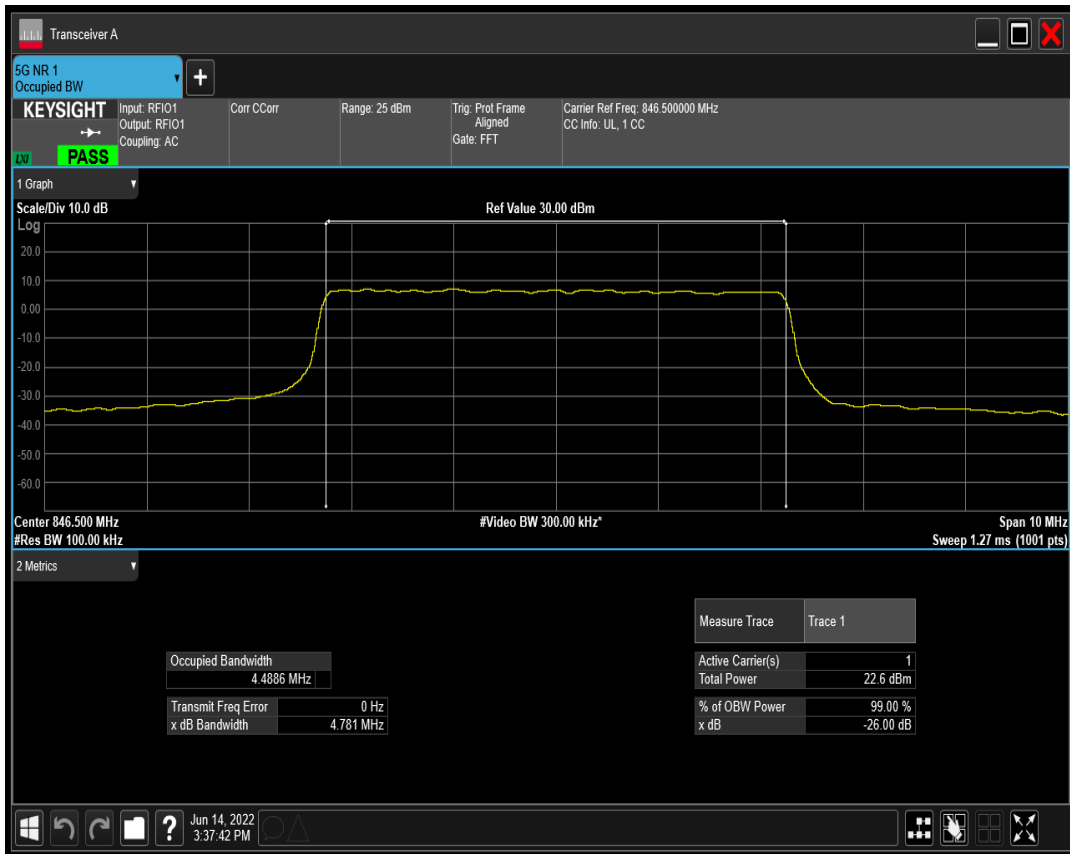 Transceiver A
5G NR 1
Occupied BW
KEYSIGHT
LXI
PASS
Input: RFIO1
Output: RFIO1
Coupling: AC
Corr CCorr
Range: 25 dBm
Trig: Prot Frame
Aligned
Gate: FFT
Carrier Ref Freq: 846.500000 MHz
CC Info: UL, 1 CC
1 Graph
Scale/Div 10.0 dB
Ref Value 30.00 dBm
Log
20.0
10.0
0.00
-10.0
-20.0
-30.0
-40.0
-50.0
-60.0
Center 846.500 MHz
#Video BW 300.00 kHz*
Span 10 MHz
#Res BW 100.00 kHz
Sweep 1.27 ms (1001 pts)
2 Metrics
Measure Trace Trace 1
Occupied Bandwidth
4.4886 MHz
Active Carrier(s) 1
Total Power 22.6 dBm
Transmit Freq Error 0 Hz
x dB Bandwidth 4.781 MHz
% of OBW Power 99.00 %
x dB -26.00 dB
?
Jun 14, 2022
3:37:42 PM